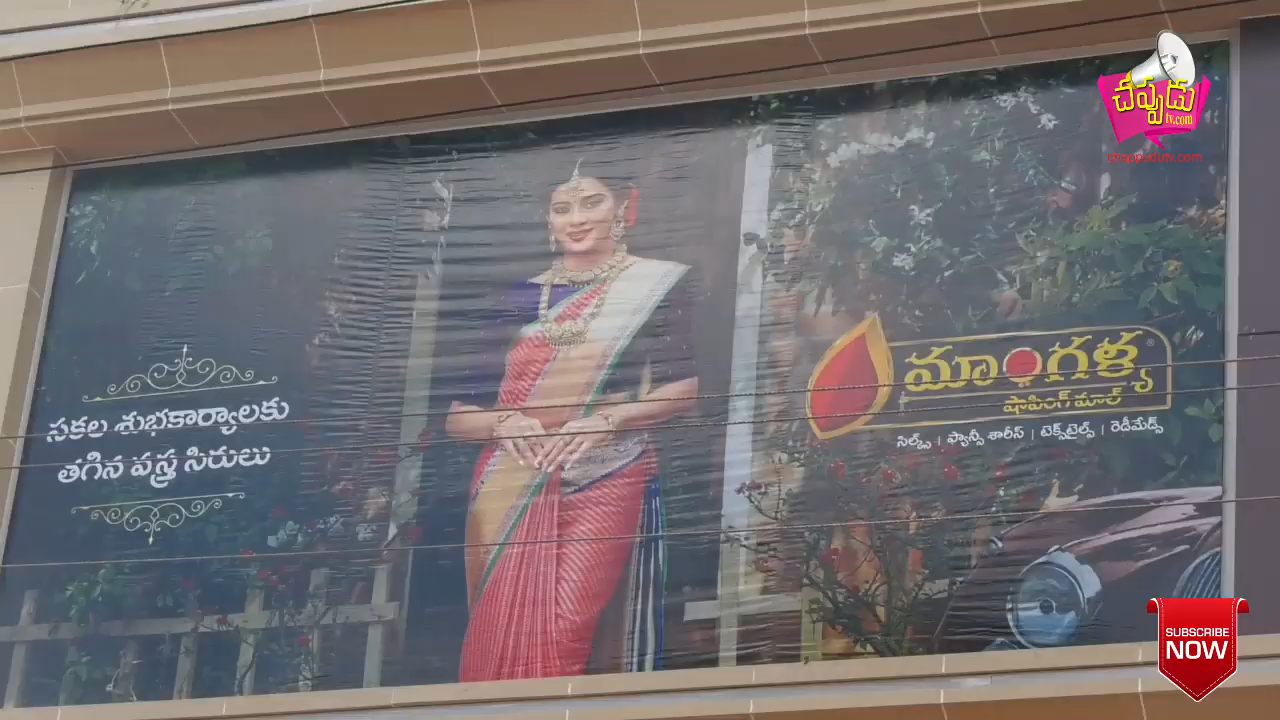 చెప్పుడు
tv.com
సకల శుభకార్యాలకు
తగిన వస్త్ర సిరులు
మాంగళ్య
షాపింగ్ మాల్
సిల్క్స్ | ఫ్యాన్సీ శారీస్ | టెక్స్‌టైల్స్ | రెడీమేడ్స్
SUBSCRIBE
NOW